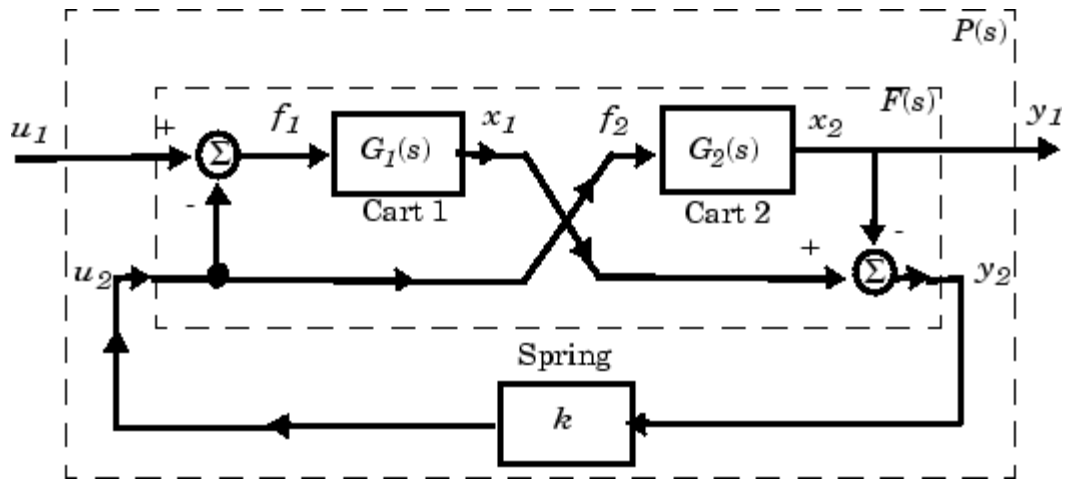 P(s)
F(s)
u1
+
Σ
f1
G1(s)
Cart 1
x1
f2
G2(s)
Cart 2
x2
y1
-
-
u2
+
Σ
y2
Spring
k